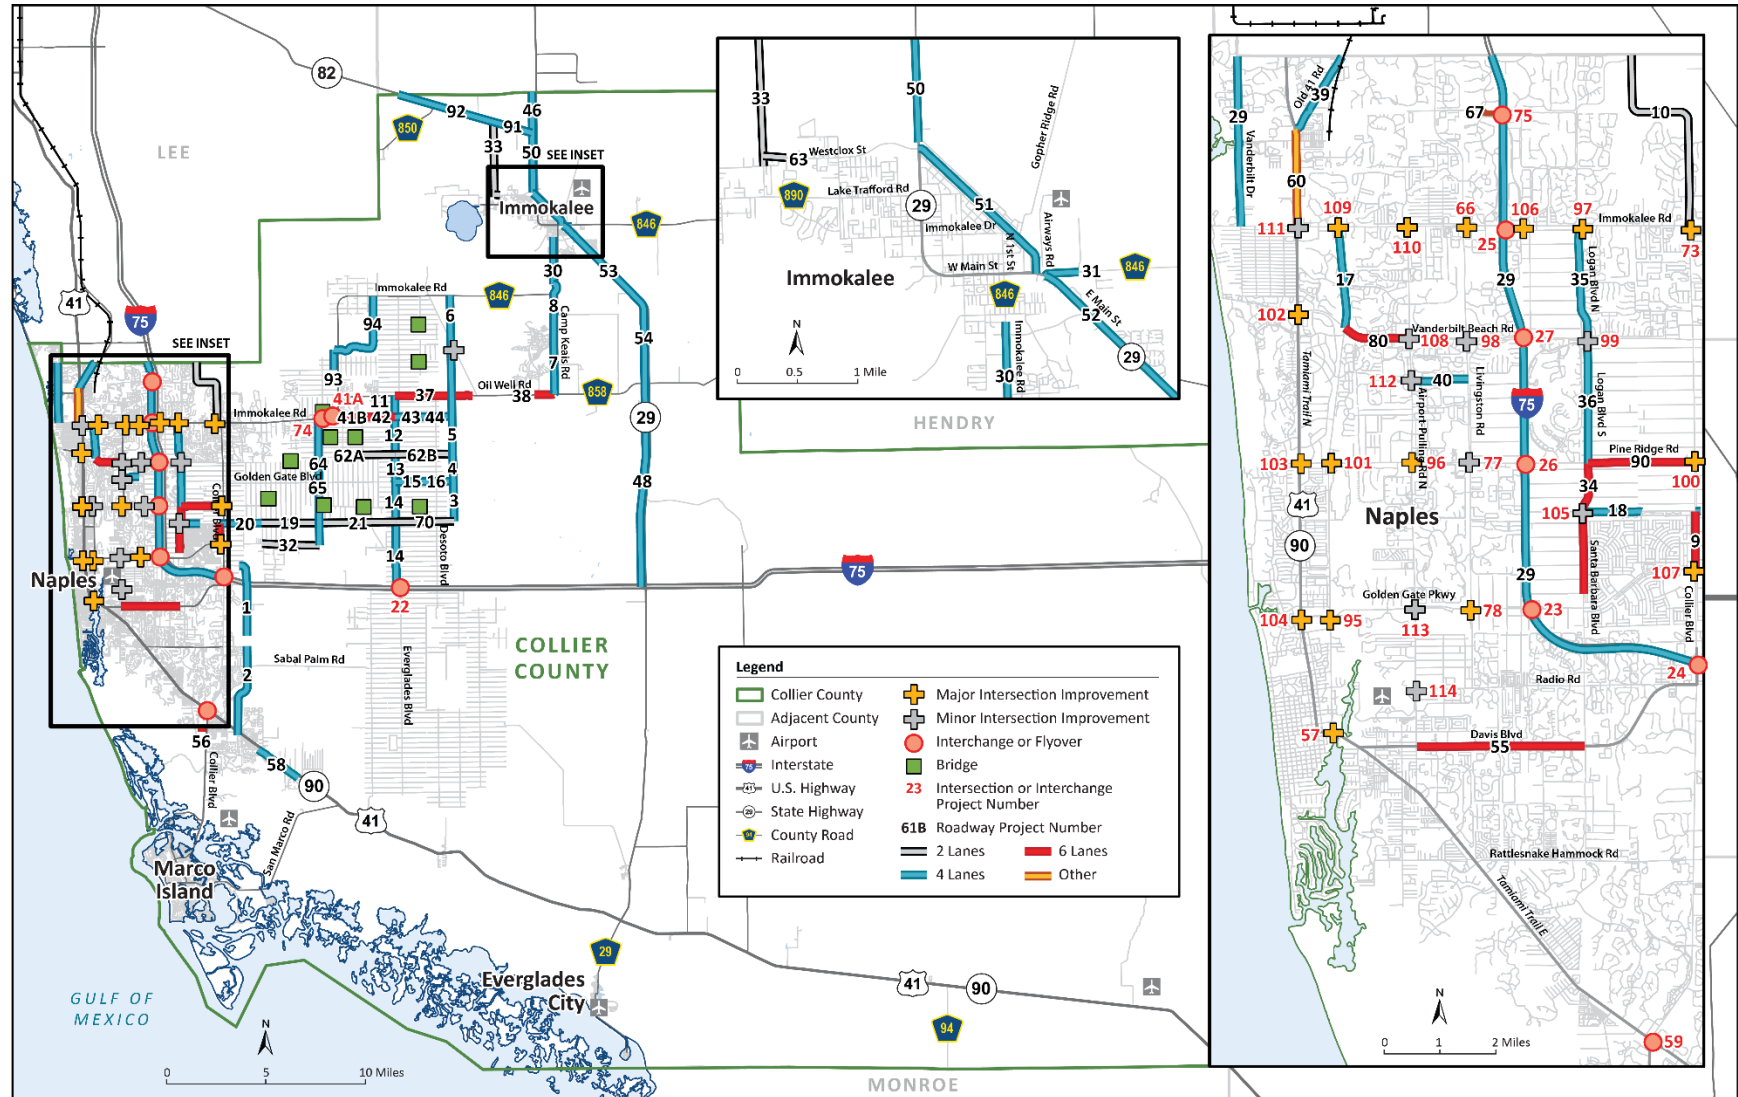 82
850
LEE
92
91
46
33
50
SEE INSET
Immokalee
846
41
75
30
53
Immokalee Rd
846
8
94
6
Camp Keais Rd
54
7
93
Oil Well Rd
37
38
858
SEE INSET
41A
11
Immokalee Rd
41B
42
43
44
74
12
5
29
62A
62B
64
13
4
Golden Gate Blvd
65
15
16
48
14
3
Collier Blvd
20
19
21
70
32
14
Desoto Blvd
75
Naples
22
1
COLLIER
COUNTY
Sabal Palm Rd
2
Everglades Blvd
56
58
90
Collier Blvd
41
San Marco Rd
Marco
Island
Everglades
City
29
41
90
94
GULF OF
MEXICO
N
0
5
10 Miles
MONROE
HENDRY
50
33
Gopher Ridge Rd
63
Westclox St
890
Lake Trafford Rd
29
51
Immokalee Dr
N 1st St
Airways Rd
W Main St
31
846
Immokalee
846
E Main St
52
N
Immokalee Rd
29
0
0.5
1 Mile
30
Legend
Collier County
Adjacent County
Airport
75
Interstate
41
U.S. Highway
29
State Highway
94
County Road
Railroad
Major Intersection Improvement
Minor Intersection Improvement
Interchange or Flyover
Bridge
23
Intersection or Interchange
Project Number
61B
Roadway Project Number
2 Lanes
6 Lanes
4 Lanes
Other
Old 41 Rd
39
29
67
75
10
Vanderbilt Dr
60
109
66
106
97
Immokalee Rd
111
110
25
73
17
29
35
Logan Blvd N
102
Vanderbilt Beach Rd
80
108
98
27
99
Tamiami Trail N
112
40
Livingston Rd
Airport-Pulling Rd N
75
36
Logan Blvd S
Pine Ridge Rd
103
101
96
77
26
90
100
41
34
Naples
105
18
90
9
Santa Barbara Blvd
29
107
Golden Gate Pkwy
Collier Blvd
104
95
113
78
23
24
Radio Rd
114
57
Davis Blvd
55
Rattlesnake Hammock Rd
Tamiami Trail E
N
0
1
2 Miles
59